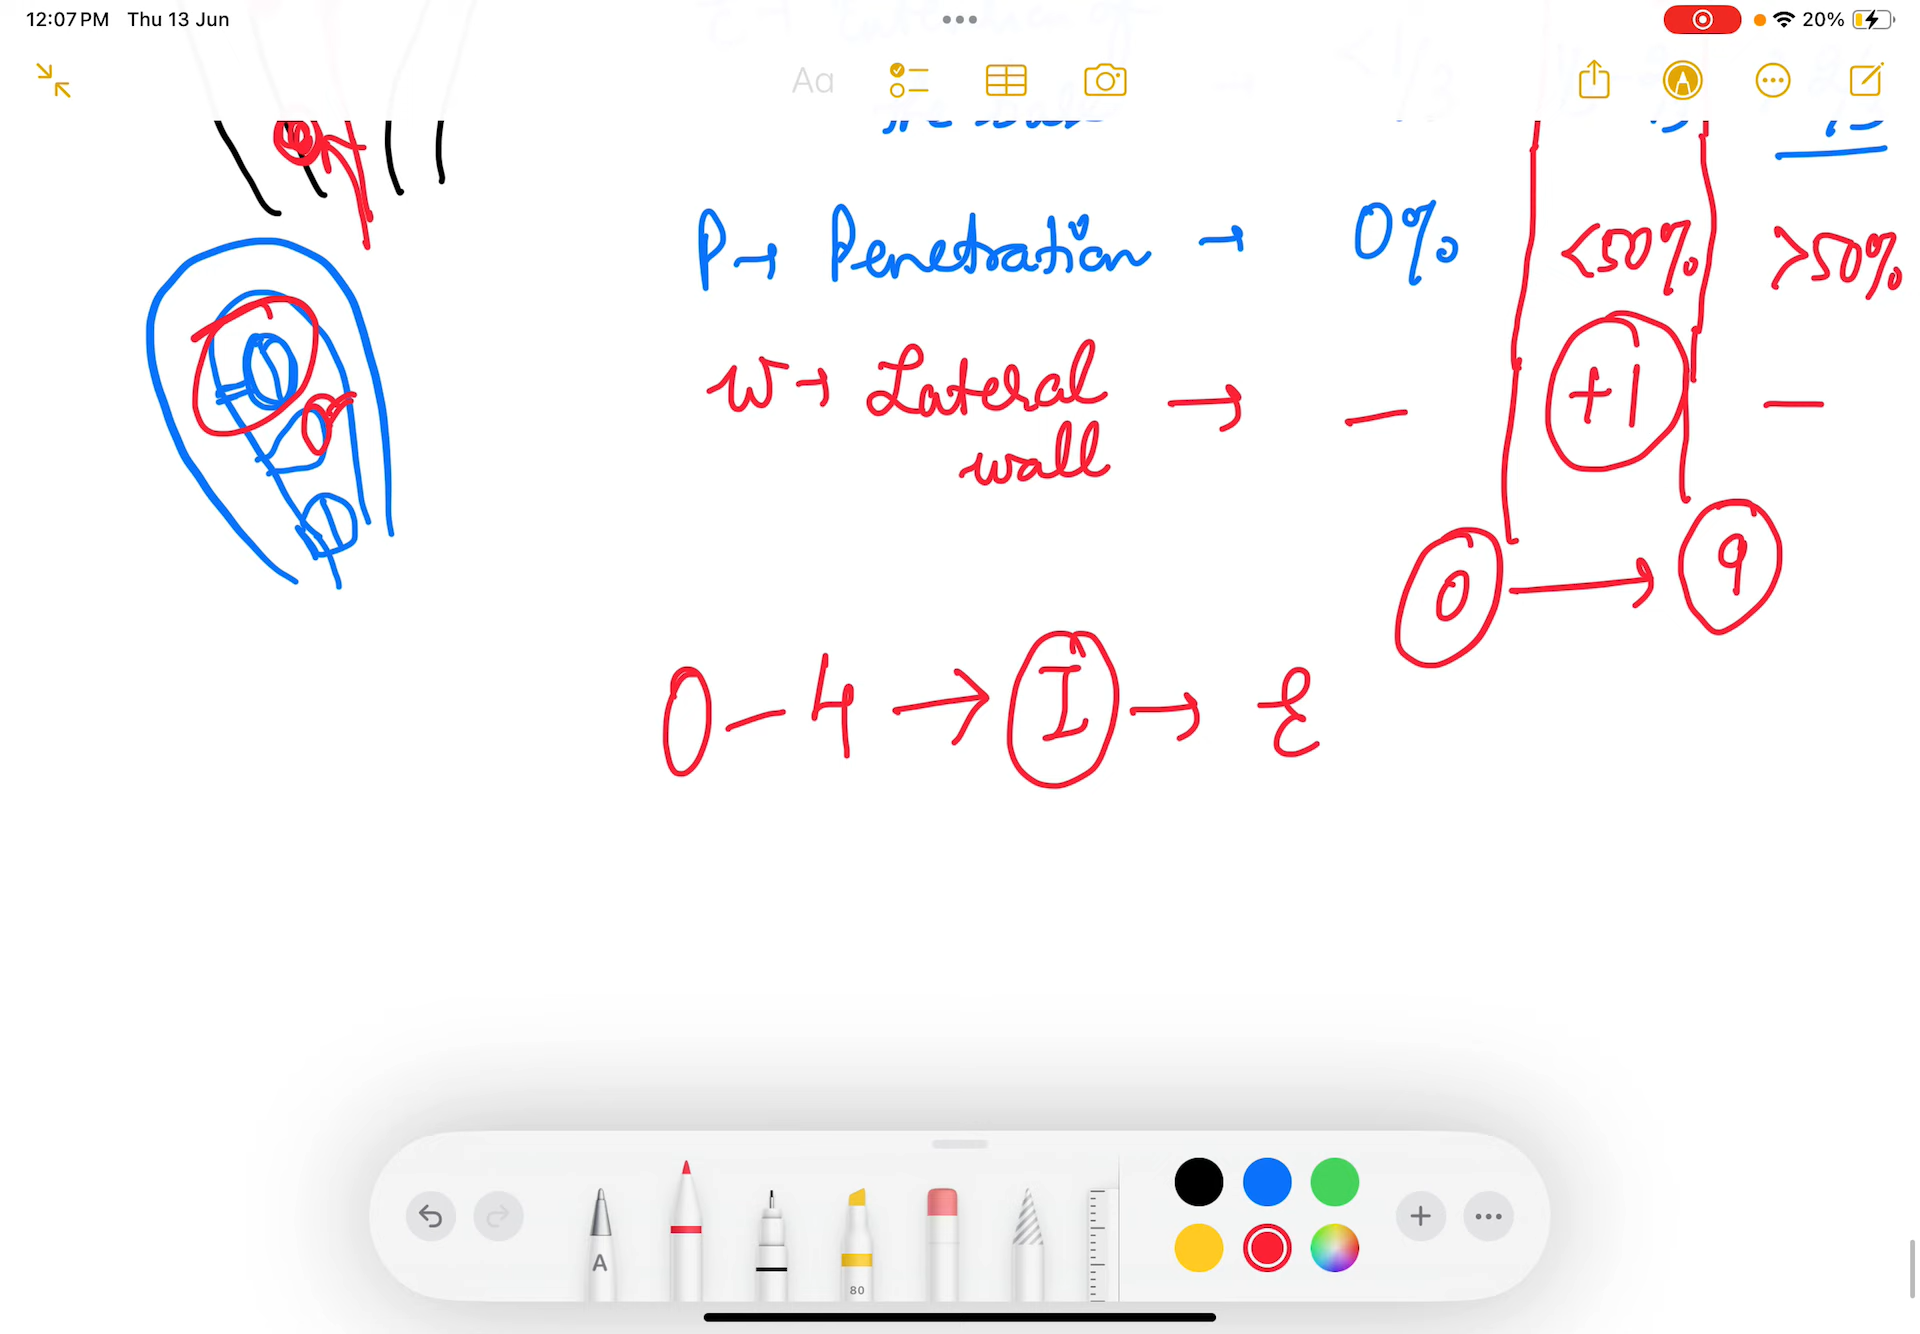 12:07 PM Thu 13 Jun
20%
Aa
P → Penetration → 0% <50% >50%
W → Lateral → – +1 –
wall
0 → 9
0 – 4 → I → E
A
80